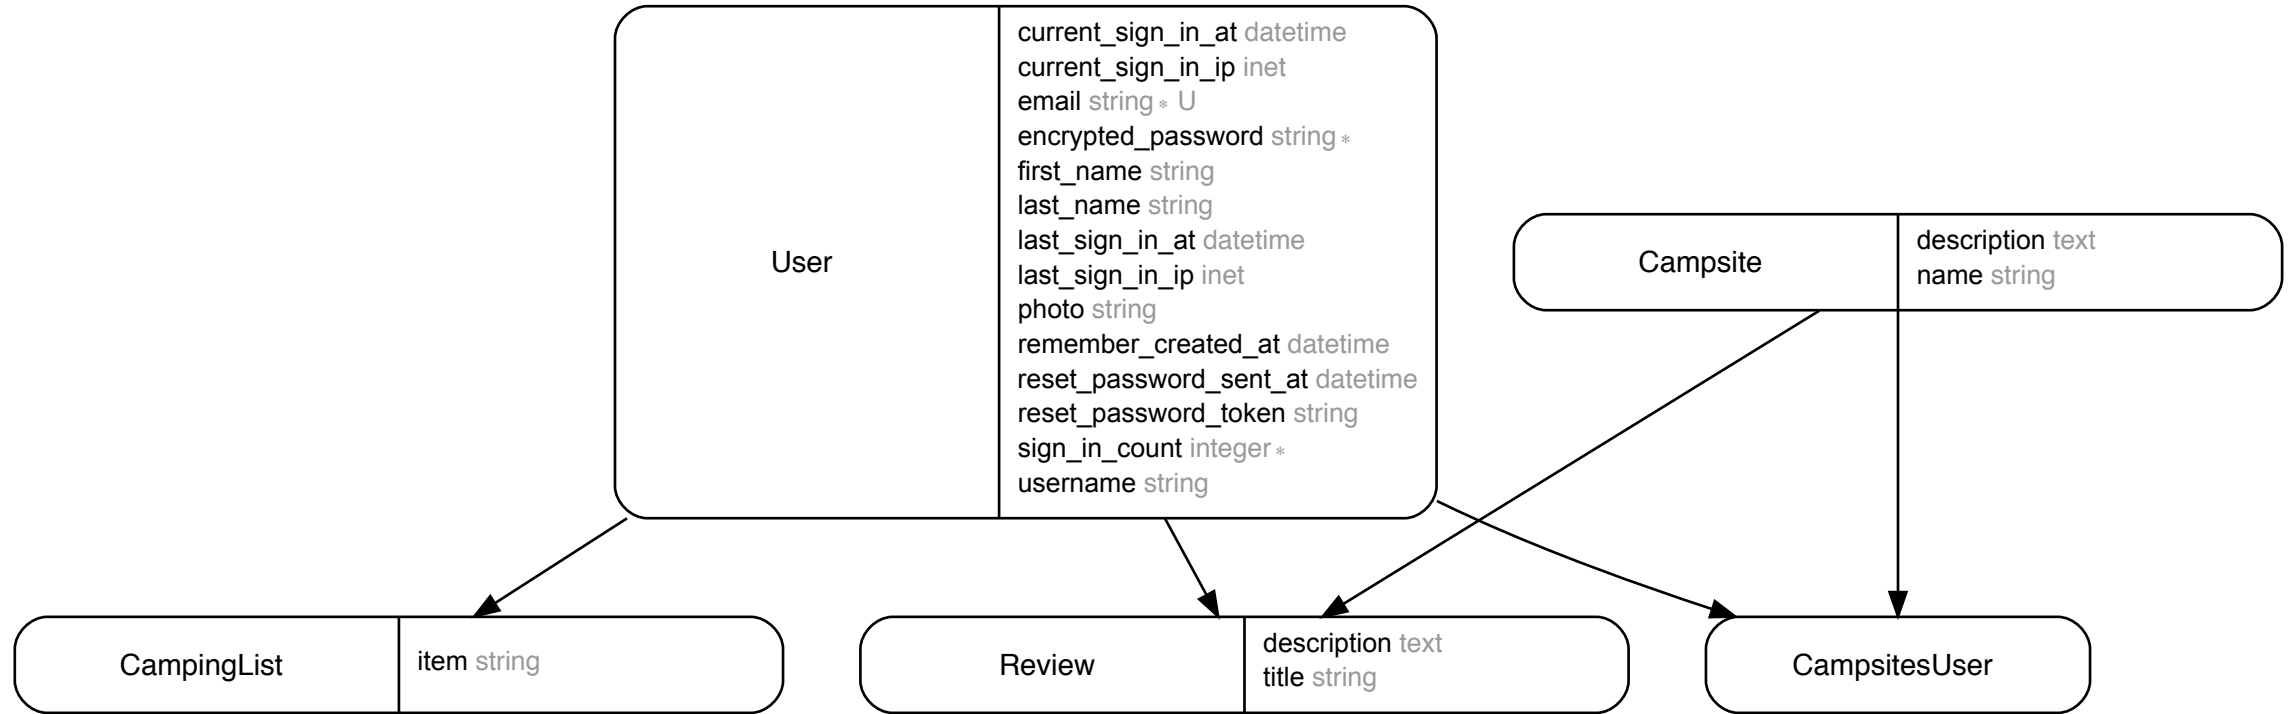 User
current_sign_in_at datetime
current_sign_in_ip inet
email string * U
encrypted_password string *
first_name string
last_name string
last_sign_in_at datetime
last_sign_in_ip inet
photo string
remember_created_at datetime
reset_password_sent_at datetime
reset_password_token string
sign_in_count integer *
username string
Campsite
description text
name string
CampingList
item string
Review
description text
title string
CampsitesUser